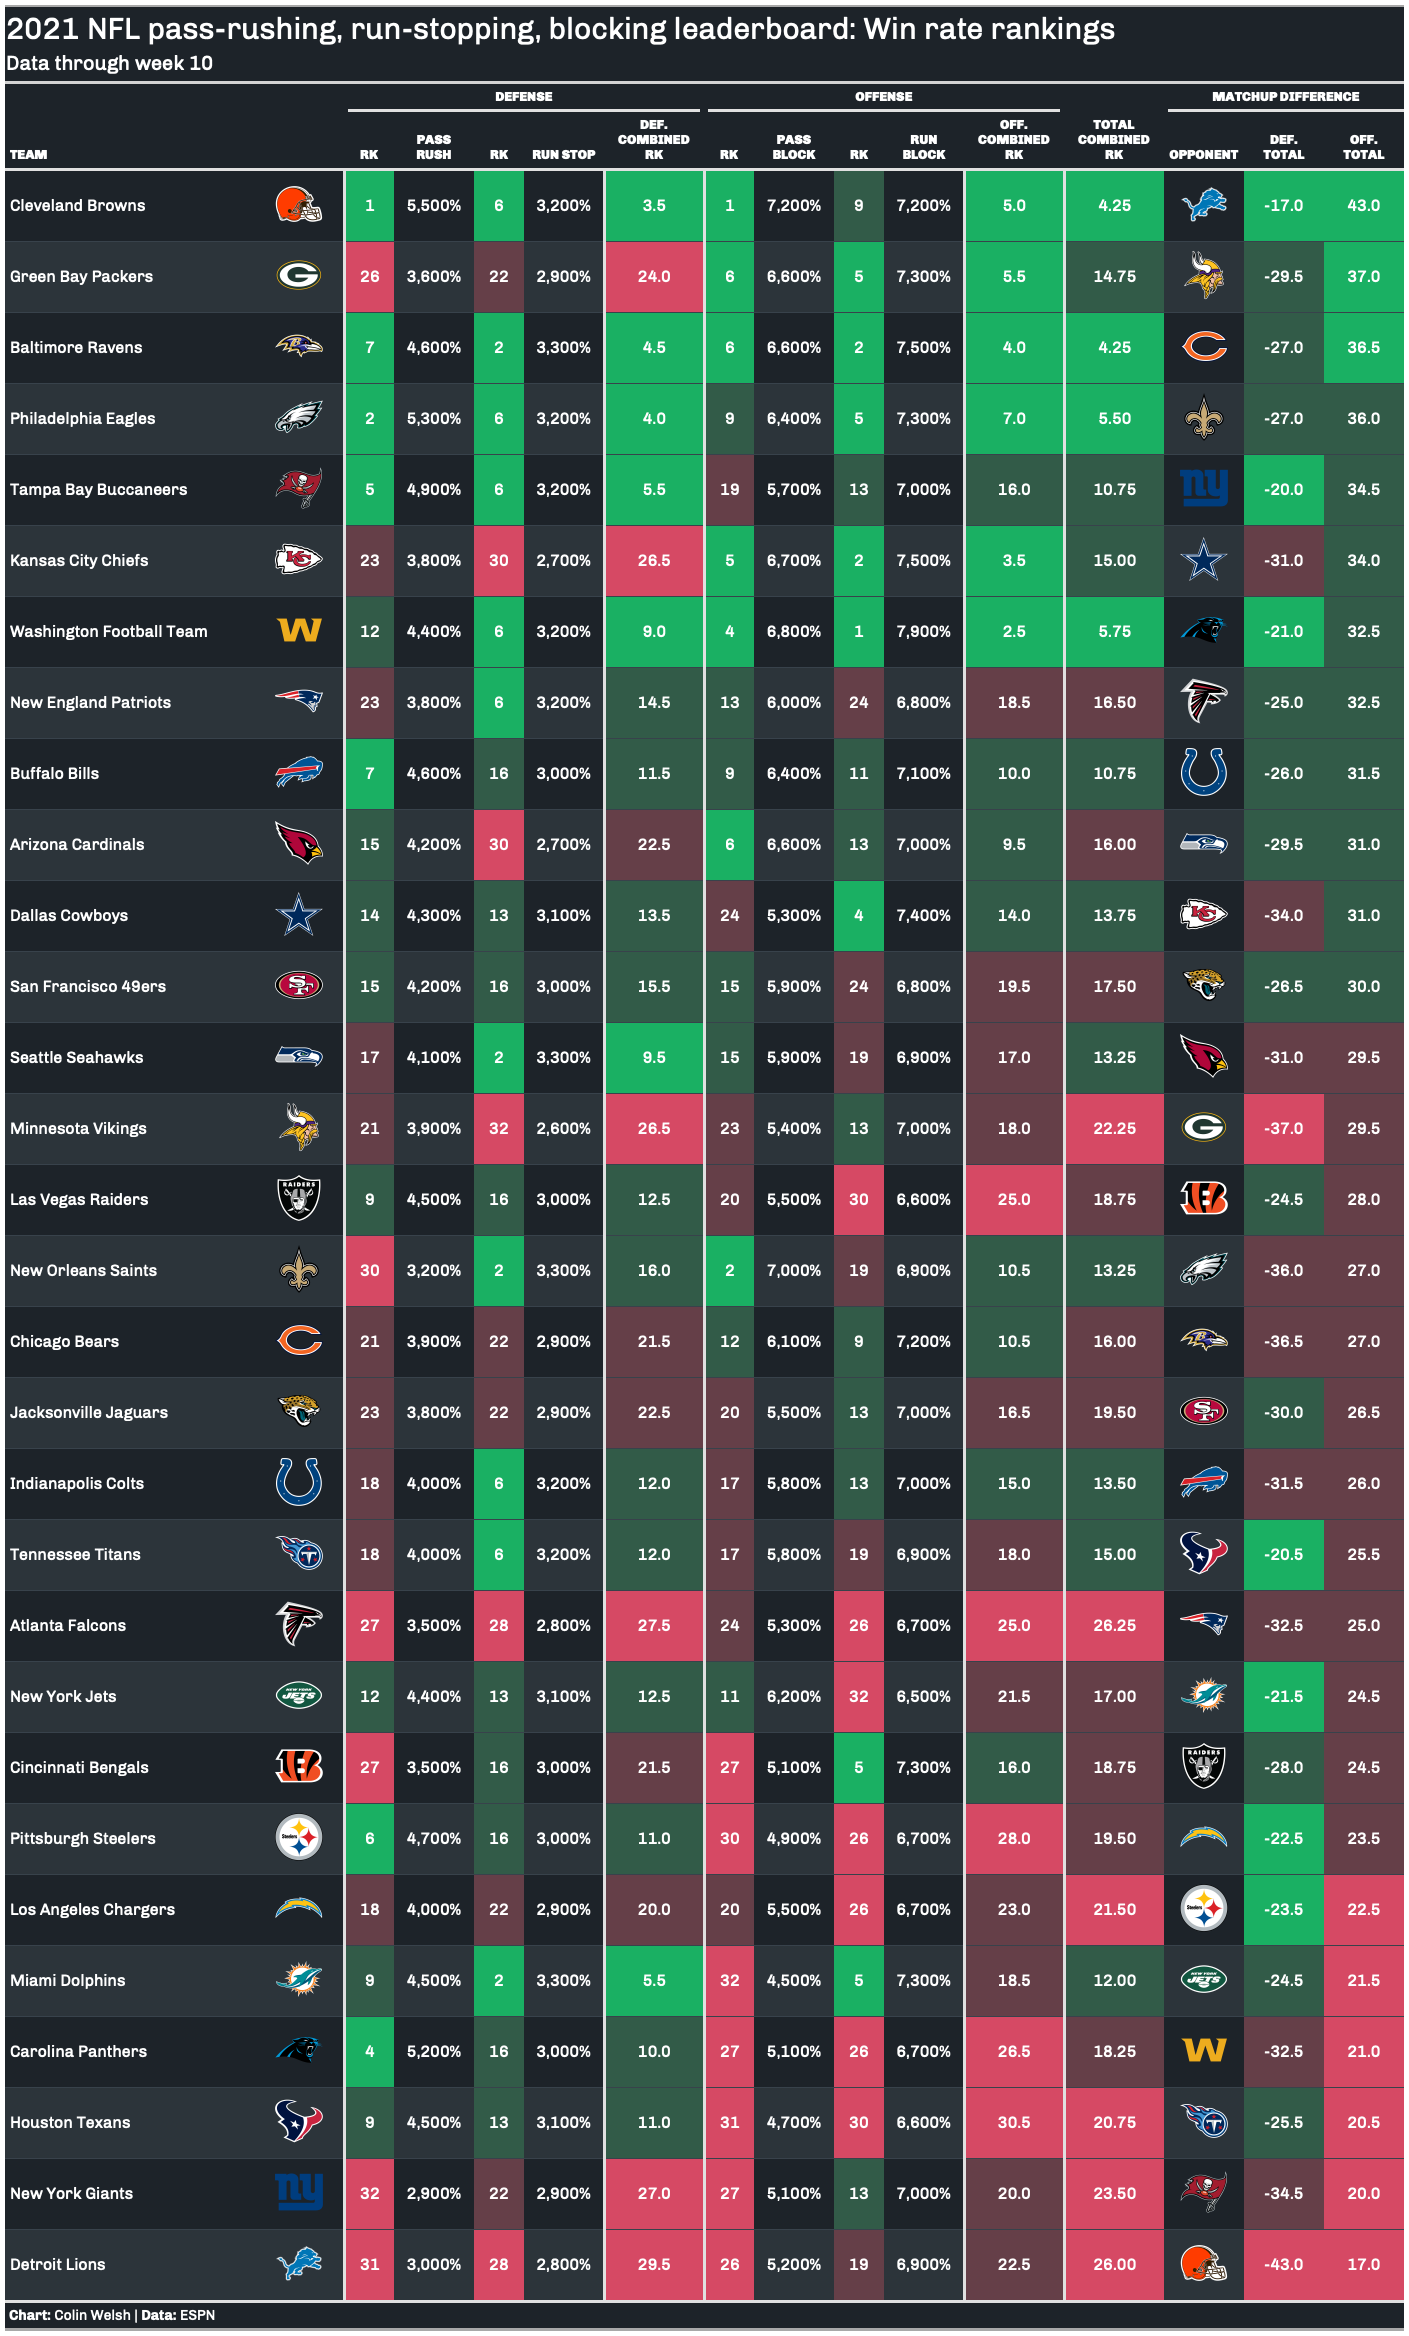 2021 NFL pass-rushing, run-stopping, blocking leaderboard: Win rate rankings
Data through week 10
DEFENSE OFFENSE MATCHUP DIFFERENCE
TEAM RK PASS RUSH RK RUN STOP DEF. COMBINED RK RK PASS BLOCK RK RUN BLOCK OFF. COMBINED RK TOTAL COMBINED RK OPPONENT DEF. TOTAL OFF. TOTAL
Cleveland Browns 1 5,500% 6 3,200% 3.5 1 7,200% 9 7,200% 5.0 4.25 -17.0 43.0
Green Bay Packers G 26 3,600% 22 2,900% 24.0 6 6,600% 5 7,300% 5.5 14.75 -29.5 37.0
Baltimore Ravens 7 4,600% 2 3,300% 4.5 6 6,600% 2 7,500% 4.0 4.25 C -27.0 36.5
Philadelphia Eagles 2 5,300% 6 3,200% 4.0 9 6,400% 5 7,300% 7.0 5.50 -27.0 36.0
Tampa Bay Buccaneers 5 4,900% 6 3,200% 5.5 19 5,700% 13 7,000% 16.0 10.75 ny -20.0 34.5
Kansas City Chiefs KC 23 3,800% 30 2,700% 26.5 5 6,700% 2 7,500% 3.5 15.00 -31.0 34.0
Washington Football Team W 12 4,400% 6 3,200% 9.0 4 6,800% 1 7,900% 2.5 5.75 -21.0 32.5
New England Patriots 23 3,800% 6 3,200% 14.5 13 6,000% 24 6,800% 18.5 16.50 -25.0 32.5
Buffalo Bills 7 4,600% 16 3,000% 11.5 9 6,400% 11 7,100% 10.0 10.75 -26.0 31.5
Arizona Cardinals 15 4,200% 30 2,700% 22.5 6 6,600% 13 7,000% 9.5 16.00 -29.5 31.0
Dallas Cowboys 14 4,300% 13 3,100% 13.5 24 5,300% 4 7,400% 14.0 13.75 KC -34.0 31.0
San Francisco 49ers SF 15 4,200% 16 3,000% 15.5 15 5,900% 24 6,800% 19.5 17.50 -26.5 30.0
Seattle Seahawks 17 4,100% 2 3,300% 9.5 15 5,900% 19 6,900% 17.0 13.25 -31.0 29.5
Minnesota Vikings 21 3,900% 32 2,600% 26.5 23 5,400% 13 7,000% 18.0 22.25 G -37.0 29.5
Las Vegas Raiders RAIDERS 9 4,500% 16 3,000% 12.5 20 5,500% 30 6,600% 25.0 18.75 B -24.5 28.0
New Orleans Saints 30 3,200% 2 3,300% 16.0 2 7,000% 19 6,900% 10.5 13.25 -36.0 27.0
Chicago Bears C 21 3,900% 22 2,900% 21.5 12 6,100% 9 7,200% 10.5 16.00 -36.5 27.0
Jacksonville Jaguars 23 3,800% 22 2,900% 22.5 20 5,500% 13 7,000% 16.5 19.50 SF -30.0 26.5
Indianapolis Colts 18 4,000% 6 3,200% 12.0 17 5,800% 13 7,000% 15.0 13.50 -31.5 26.0
Tennessee Titans T 18 4,000% 6 3,200% 12.0 17 5,800% 19 6,900% 18.0 15.00 -20.5 25.5
Atlanta Falcons 27 3,500% 28 2,800% 27.5 24 5,300% 26 6,700% 25.0 26.25 -32.5 25.0
New York Jets NEW YORK JETS 12 4,400% 13 3,100% 12.5 11 6,200% 32 6,500% 21.5 17.00 -21.5 24.5
Cincinnati Bengals B 27 3,500% 16 3,000% 21.5 27 5,100% 5 7,300% 16.0 18.75 RAIDERS -28.0 24.5
Pittsburgh Steelers Steelers 6 4,700% 16 3,000% 11.0 30 4,900% 26 6,700% 28.0 19.50 -22.5 23.5
Los Angeles Chargers 18 4,000% 22 2,900% 20.0 20 5,500% 26 6,700% 23.0 21.50 Steelers -23.5 22.5
Miami Dolphins 9 4,500% 2 3,300% 5.5 32 4,500% 5 7,300% 18.5 12.00 NEW YORK JETS -24.5 21.5
Carolina Panthers 4 5,200% 16 3,000% 10.0 27 5,100% 26 6,700% 26.5 18.25 W -32.5 21.0
Houston Texans 9 4,500% 13 3,100% 11.0 31 4,700% 30 6,600% 30.5 20.75 T -25.5 20.5
New York Giants ny 32 2,900% 22 2,900% 27.0 27 5,100% 13 7,000% 20.0 23.50 -34.5 20.0
Detroit Lions 31 3,000% 28 2,800% 29.5 26 5,200% 19 6,900% 22.5 26.00 -43.0 17.0
Chart: Colin Welsh | Data: ESPN